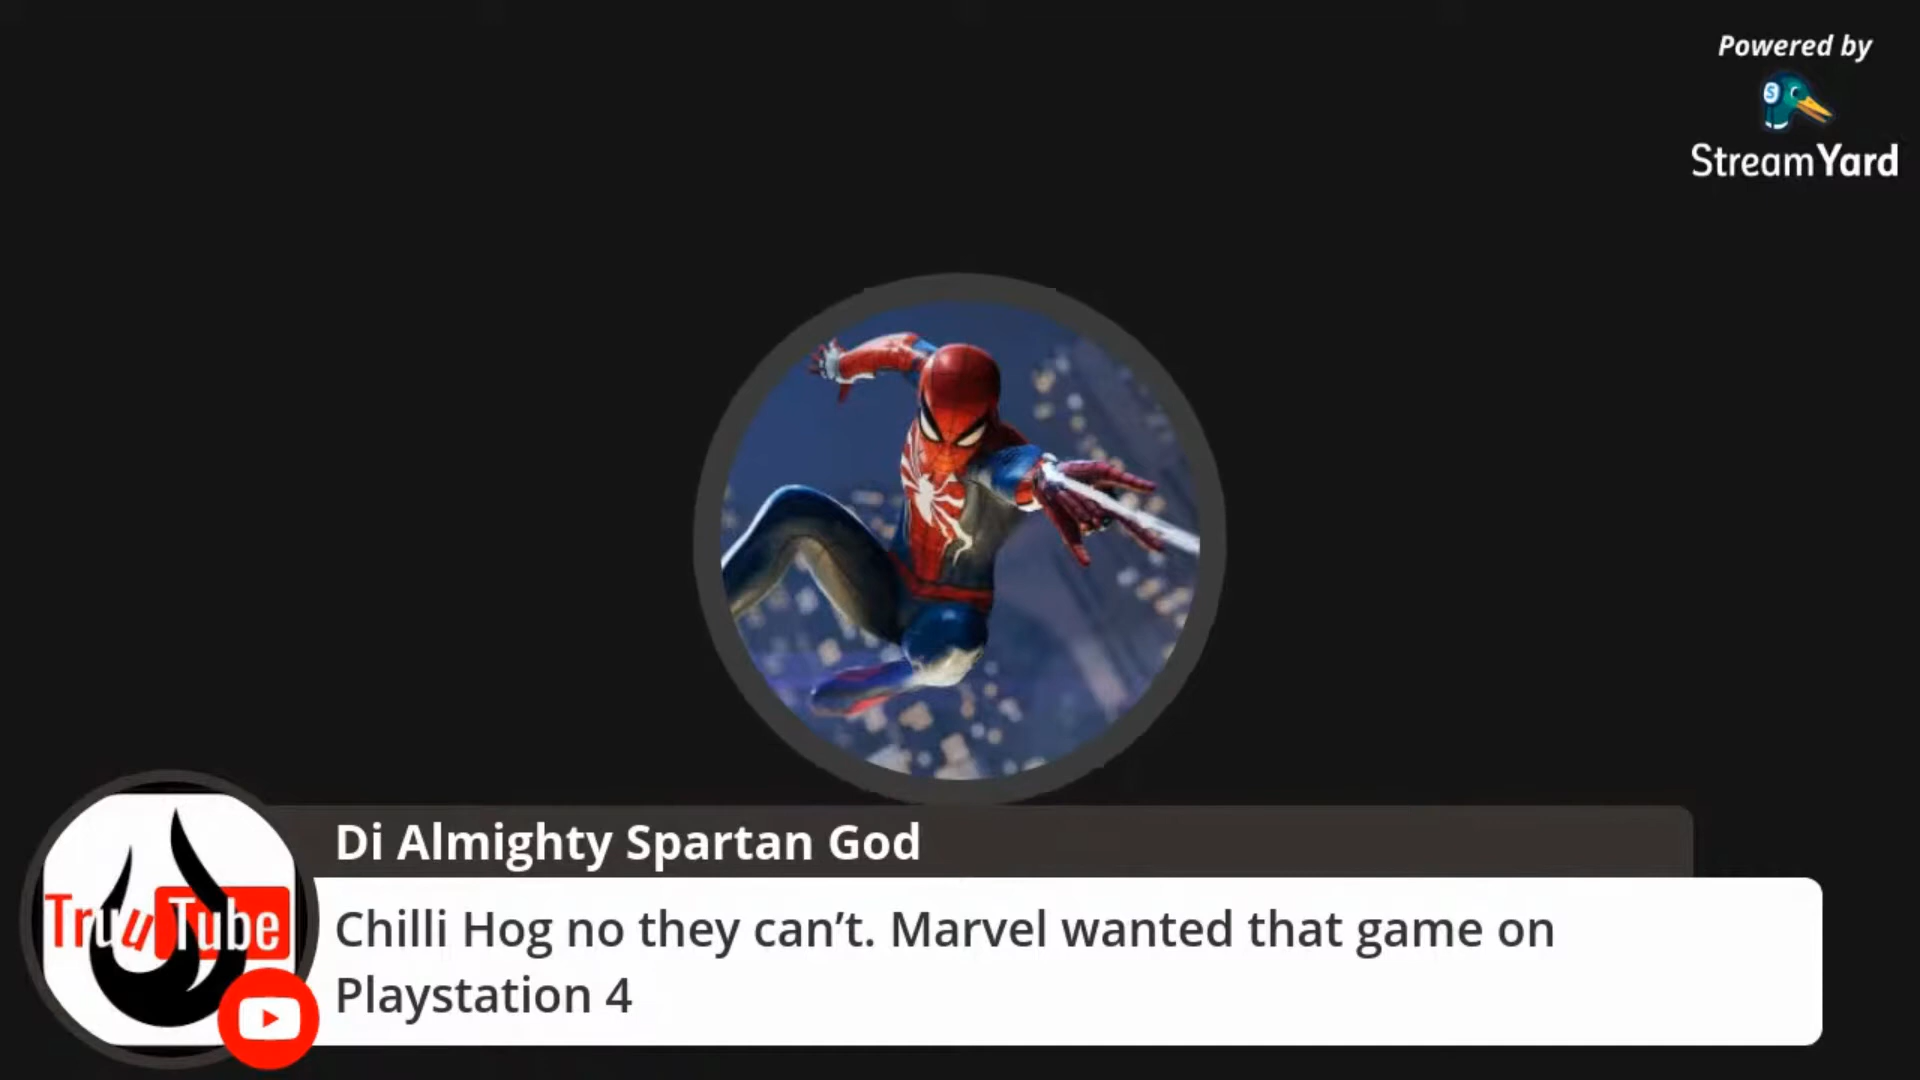 Powered by
StreamYard
Di Almighty Spartan God
TruuTube
Chilli Hog no they can't. Marvel wanted that game on
Playstation 4